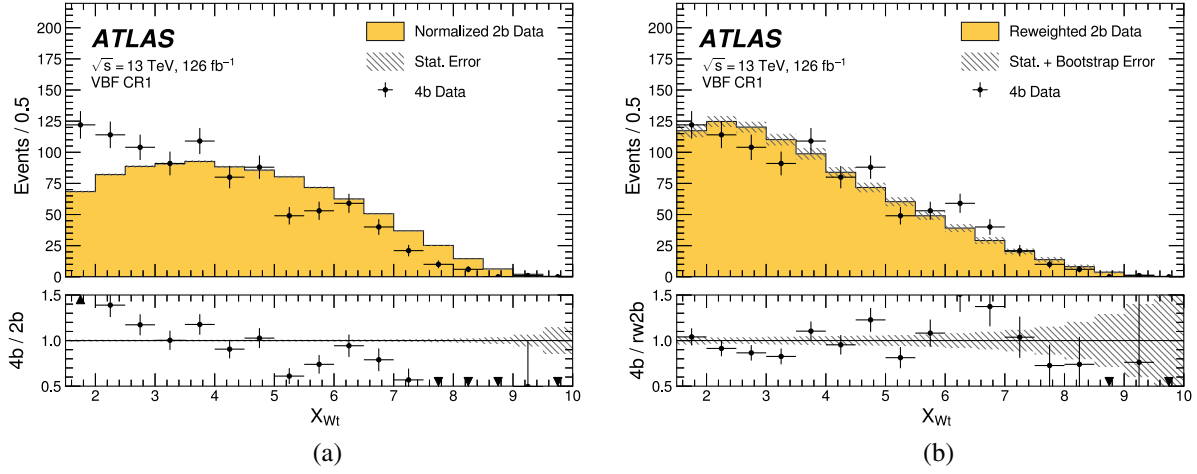 ATLAS
√s = 13 TeV, 126 fb⁻¹
VBF CR1
Normalized 2b Data
Stat. Error
4b Data
Events / 0.5
200
175
150
125
100
75
50
25
0
4b / 2b
1.5
1.0
0.5
2 3 4 5 6 7 8 9 10
X_Wt
(a)
ATLAS
√s = 13 TeV, 126 fb⁻¹
VBF CR1
Reweighted 2b Data
Stat. + Bootstrap Error
4b Data
Events / 0.5
200
175
150
125
100
75
50
25
0
4b / rw2b
1.5
1.0
0.5
2 3 4 5 6 7 8 9 10
X_Wt
(b)